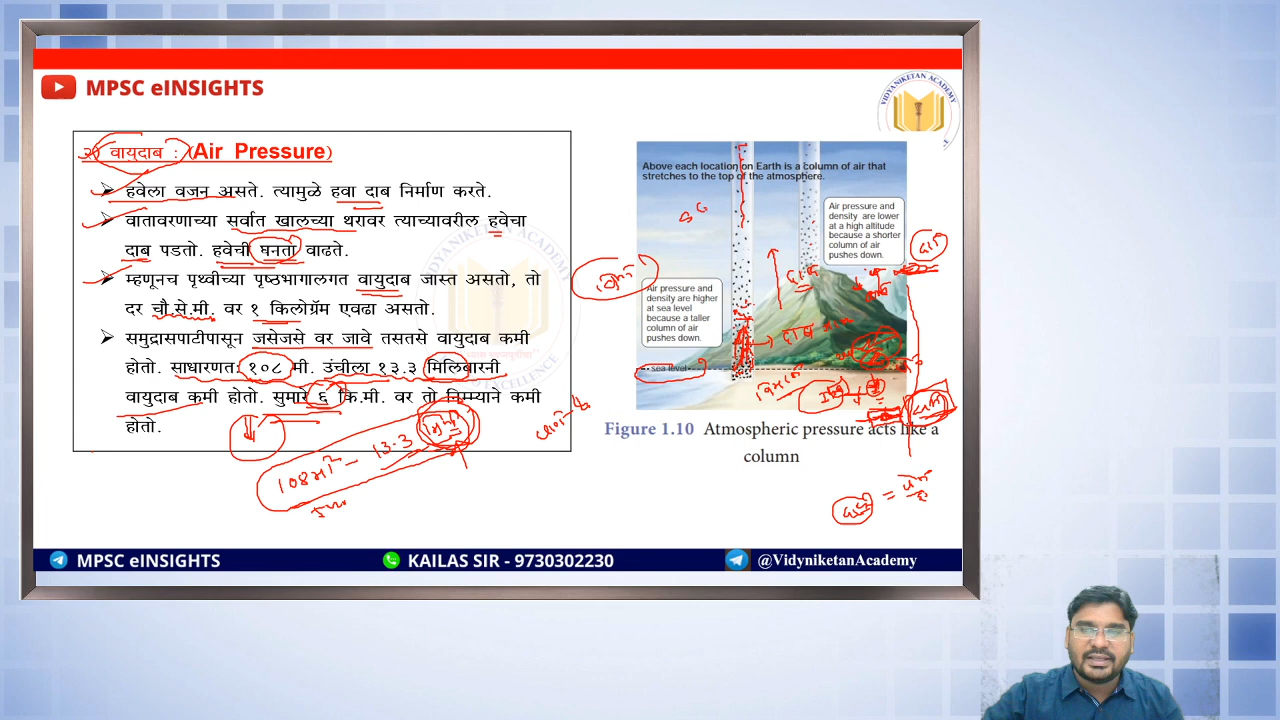 MPSC eINSIGHTS
VIDYANIKETAN ACADEMY
२) वायुदाब : (Air Pressure)
➢ हवेला वजन असते. त्यामुळे हवा दाब निर्माण करते.
➢ वातावरणाच्या सर्वात खालच्या थरावर त्याच्यावरील हवेचा
दाब पडतो. हवेची घनता वाढते.
➢ म्हणूनच पृथ्वीच्या पृष्ठभागालगत वायुदाब जास्त असतो, तो
दर चौ.से.मी. वर १ किलोग्रॅम एवढा असतो.
➢ समुद्रासपाटीपासून जसेजसे वर जावे तसतसे वायुदाब कमी
होतो. साधारणत: १०८ मी. उंचीला १३.३ मिलिबारनी
वायुदाब कमी होतो. सुमारे ६ कि.मी. वर तो निम्म्याने कमी
होतो.
108 मी - 13.3
Above each location on Earth is a column of air that
stretches to the top of the atmosphere.
Air pressure and
density are lower
at a high altitude
because a shorter
column of air
pushes down.
Air pressure and
density are higher
at sea level
because a taller
column of air
pushes down.
sea level
Figure 1.10 Atmospheric pressure acts like a
column
MPSC eINSIGHTS
KAILAS SIR - 9730302230
@VidyniketanAcademy